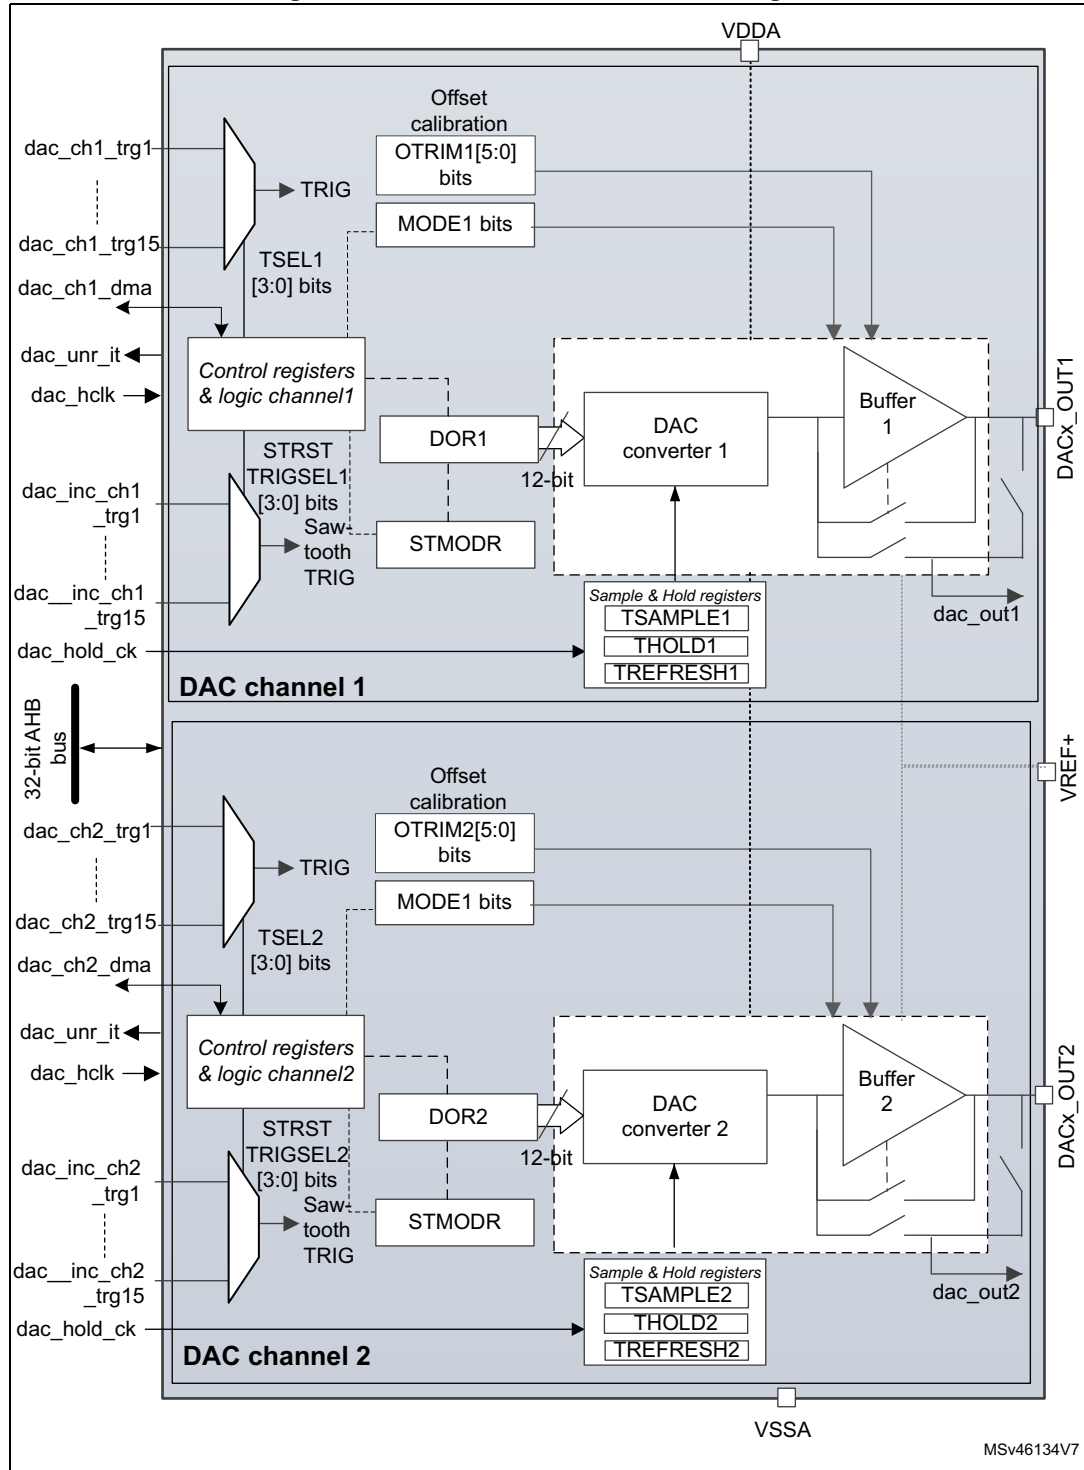 VDDA
Offset
calibration
OTRIM1[5:0]
bits
MODE1 bits
dac_ch1_trg1
TRIG
dac_ch1_trg15
TSEL1
[3:0] bits
dac_ch1_dma
dac_unr_it
dac_hclk
Control registers
& logic channel1
DOR1
12-bit
DAC
converter 1
Buffer
1
DACx_OUT1
STRST
TRIGSEL1
[3:0] bits
dac_inc_ch1
_trg1
Saw-
tooth
TRIG
STMODR
dac__inc_ch1
_trg15
Sample & Hold registers
TSAMPLE1
THOLD1
TREFRESH1
dac_out1
dac_hold_ck
DAC channel 1
32-bit AHB
bus
VREF+
Offset
calibration
OTRIM2[5:0]
bits
MODE1 bits
dac_ch2_trg1
TRIG
dac_ch2_trg15
TSEL2
[3:0] bits
dac_ch2_dma
dac_unr_it
dac_hclk
Control registers
& logic channel2
DOR2
12-bit
DAC
converter 2
Buffer
2
DACx_OUT2
STRST
TRIGSEL2
[3:0] bits
dac_inc_ch2
_trg1
Saw-
tooth
TRIG
STMODR
dac__inc_ch2
_trg15
Sample & Hold registers
TSAMPLE2
THOLD2
TREFRESH2
dac_out2
dac_hold_ck
DAC channel 2
VSSA
MSv46134V7